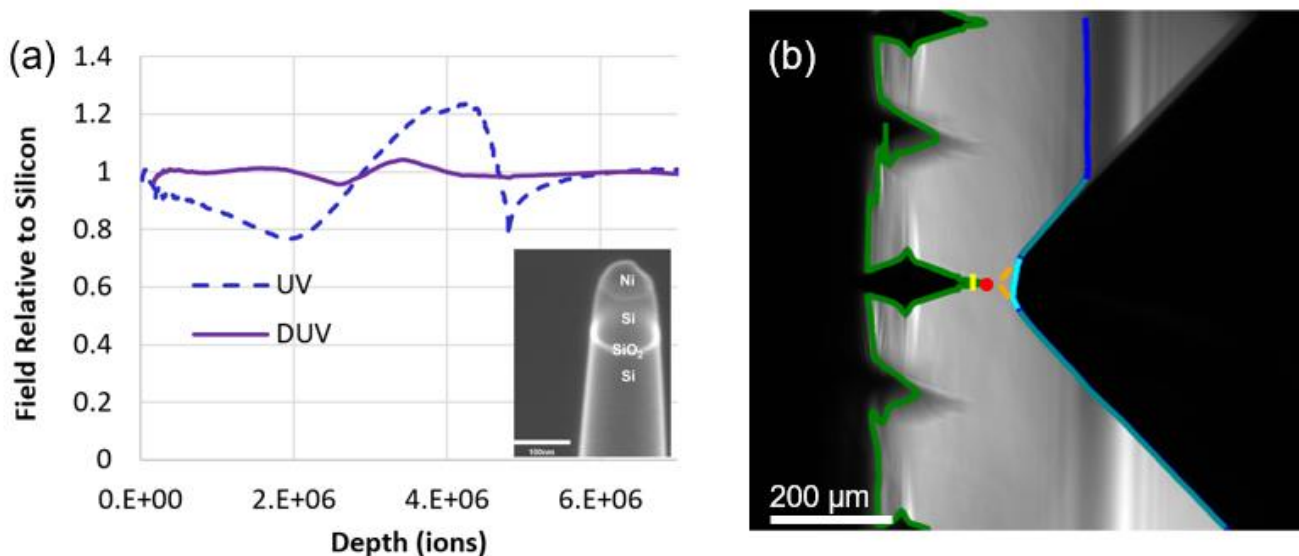 (a)
1.4
1.2
1
0.8
0.6
0.4
0.2
0
Field Relative to Silicon
UV
DUV
Ni
Si
SiO₂
Si
100nm
0.E+00 2.E+06 4.E+06 6.E+06
Depth (ions)
(b)
200 µm